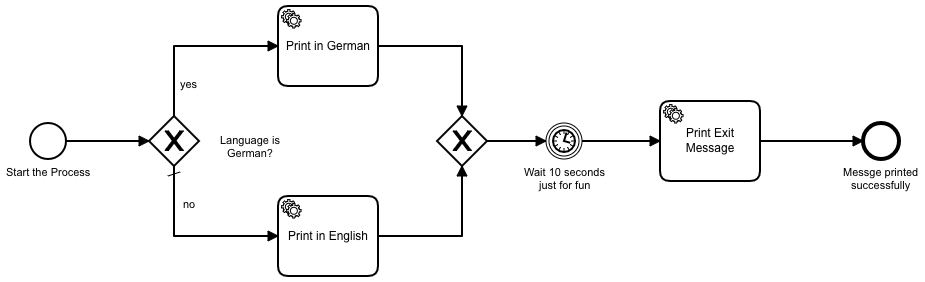 Start the Process
yes
Language is
German?
no
Print in German
Print in English
Wait 10 seconds
just for fun
Print Exit
Message
Messge printed
successfully